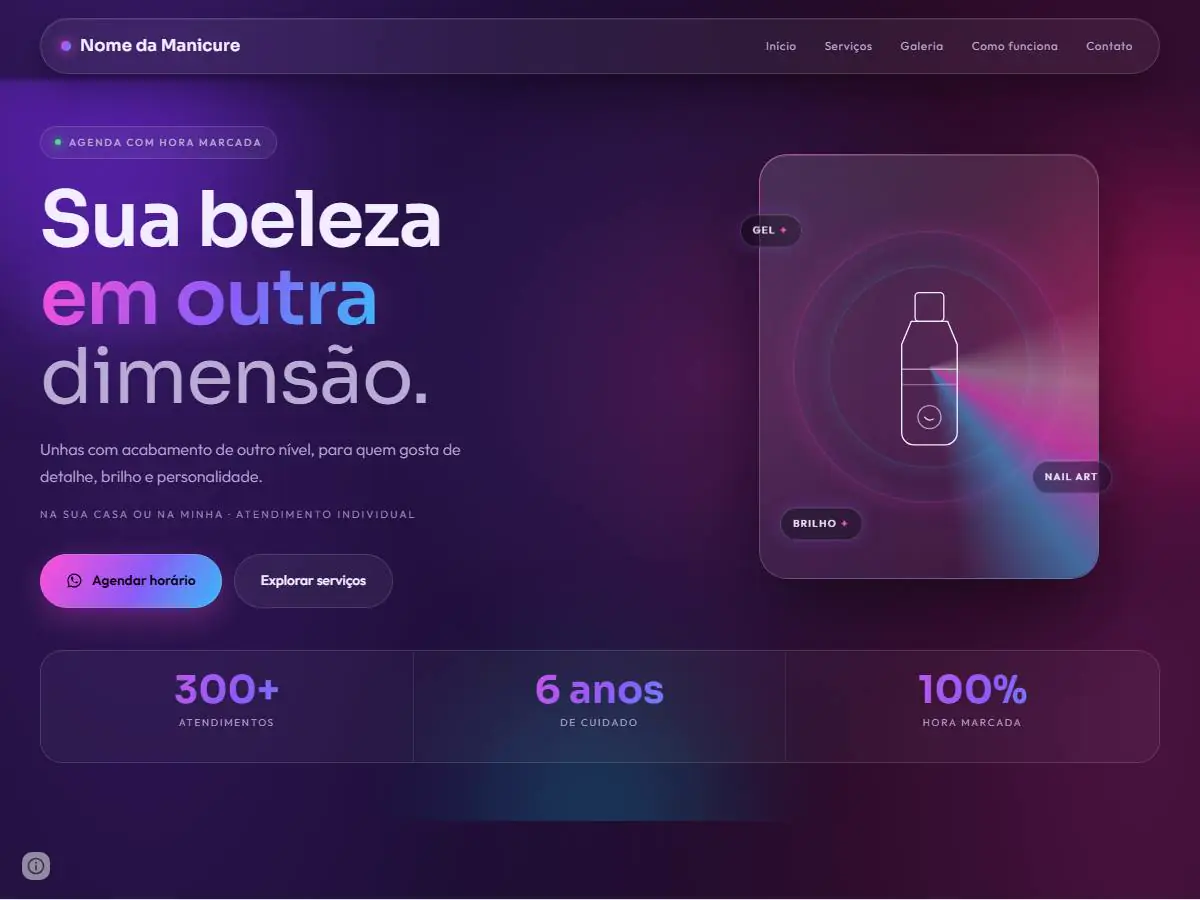 Nome da Manicure
Início Serviços Galeria Como funciona Contato
AGENDA COM HORA MARCADA
Sua beleza
em outra
dimensão.
Unhas com acabamento de outro nível, para quem gosta de
detalhe, brilho e personalidade.
NA SUA CASA OU NA MINHA · ATENDIMENTO INDIVIDUAL
Agendar horário
Explorar serviços
GEL ✦
NAIL ART
BRILHO ✦
300+
ATENDIMENTOS
6 anos
DE CUIDADO
100%
HORA MARCADA